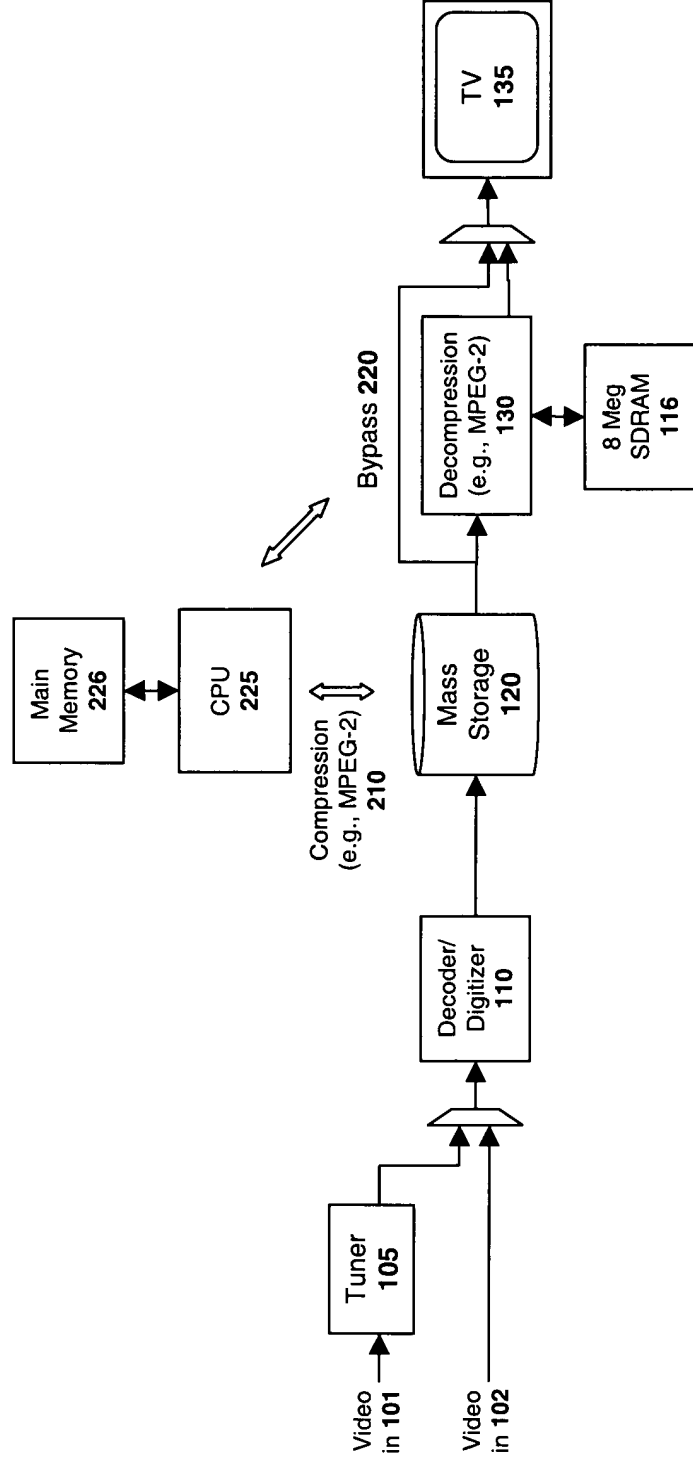 Video
in 101
Video
in 102
Tuner
105
Decoder/
Digitizer
110
Main
Memory
226
CPU
225
Compression
(e.g., MPEG-2)
210
Mass
Storage
120
Bypass 220
Decompression
(e.g., MPEG-2)
130
8 Meg
SDRAM
116
TV
135